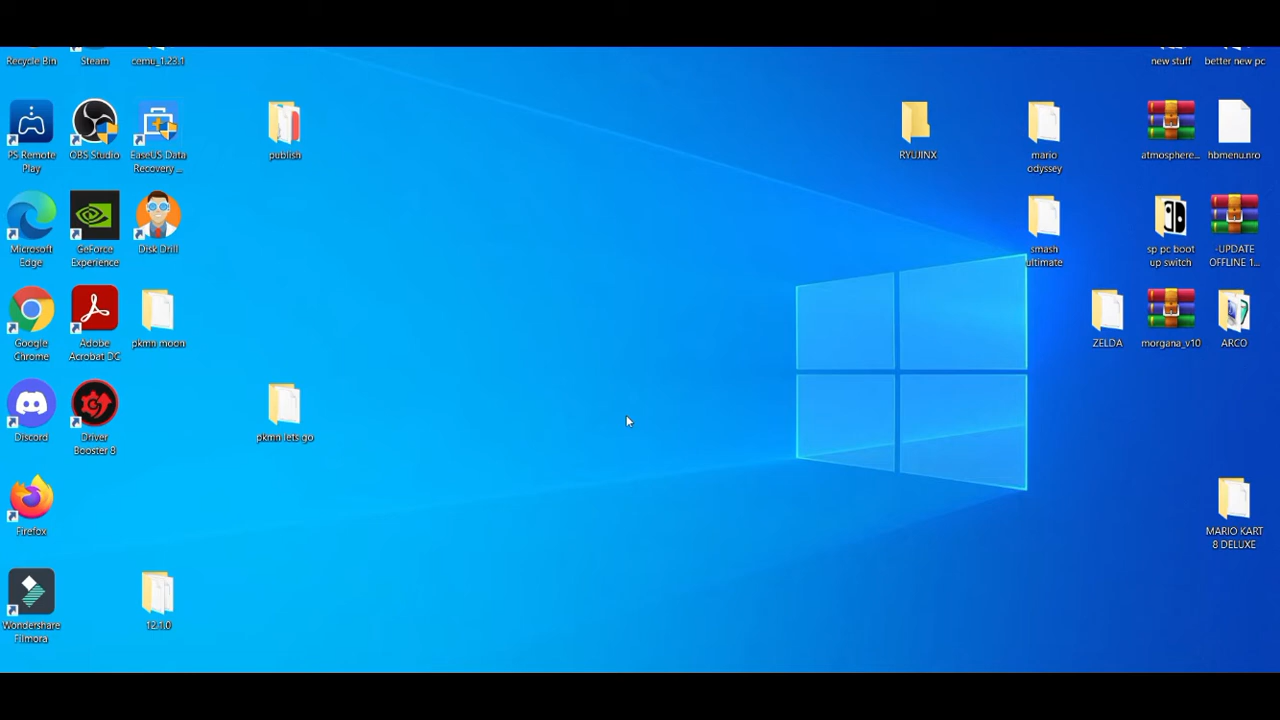 Recycle Bin
Steam
cemu_1.23.1
new stuff
better new pc
PS Remote
Play
OBS Studio
EaseUS Data
Recovery ...
publish
RYUJINX
mario
odyssey
atmosphere...
hbmenu.nro
Microsoft
Edge
GeForce
Experience
Disk Drill
smash
ultimate
sp pc boot
up switch
-UPDATE
OFFLINE 1...
Google
Chrome
Adobe
Acrobat DC
pkmn moon
ZELDA
morgana_v10
ARCO
Discord
Driver
Booster 8
pkmn lets go
Firefox
MARIO KART
8 DELUXE
Wondershare
Filmora
12.1.0